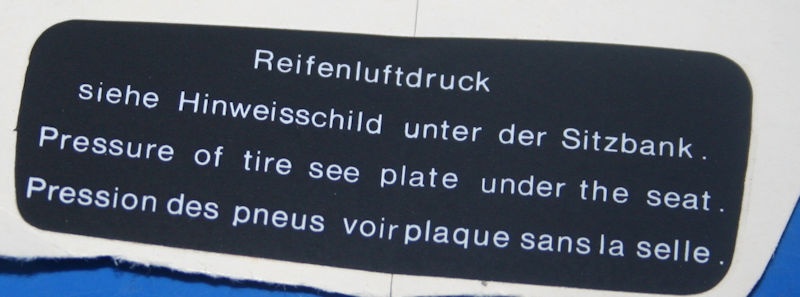 Reifenluftdruck
siehe Hinweisschild unter der Sitzbank.
Pressure of tire see plate under the seat.
Pression des pneus voir plaque sans la selle.